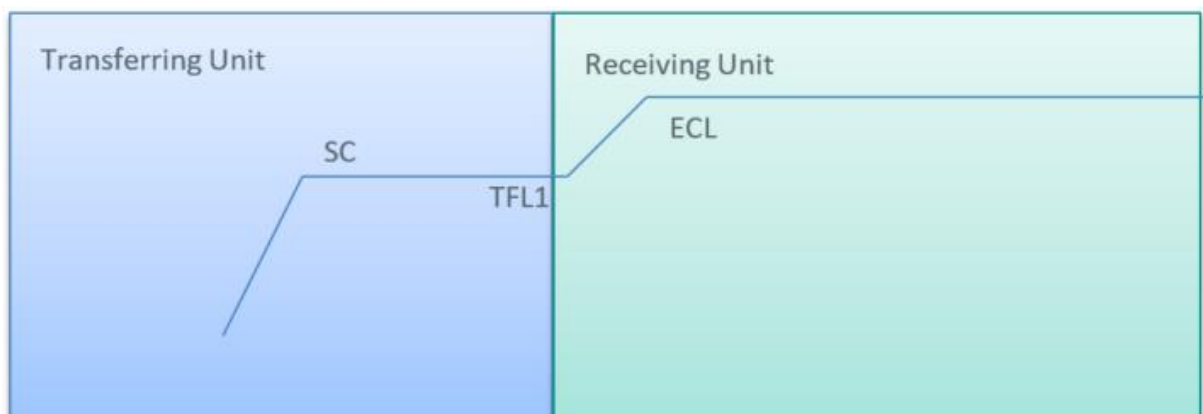 Transferring Unit
Receiving Unit
SC
ECL
TFL1